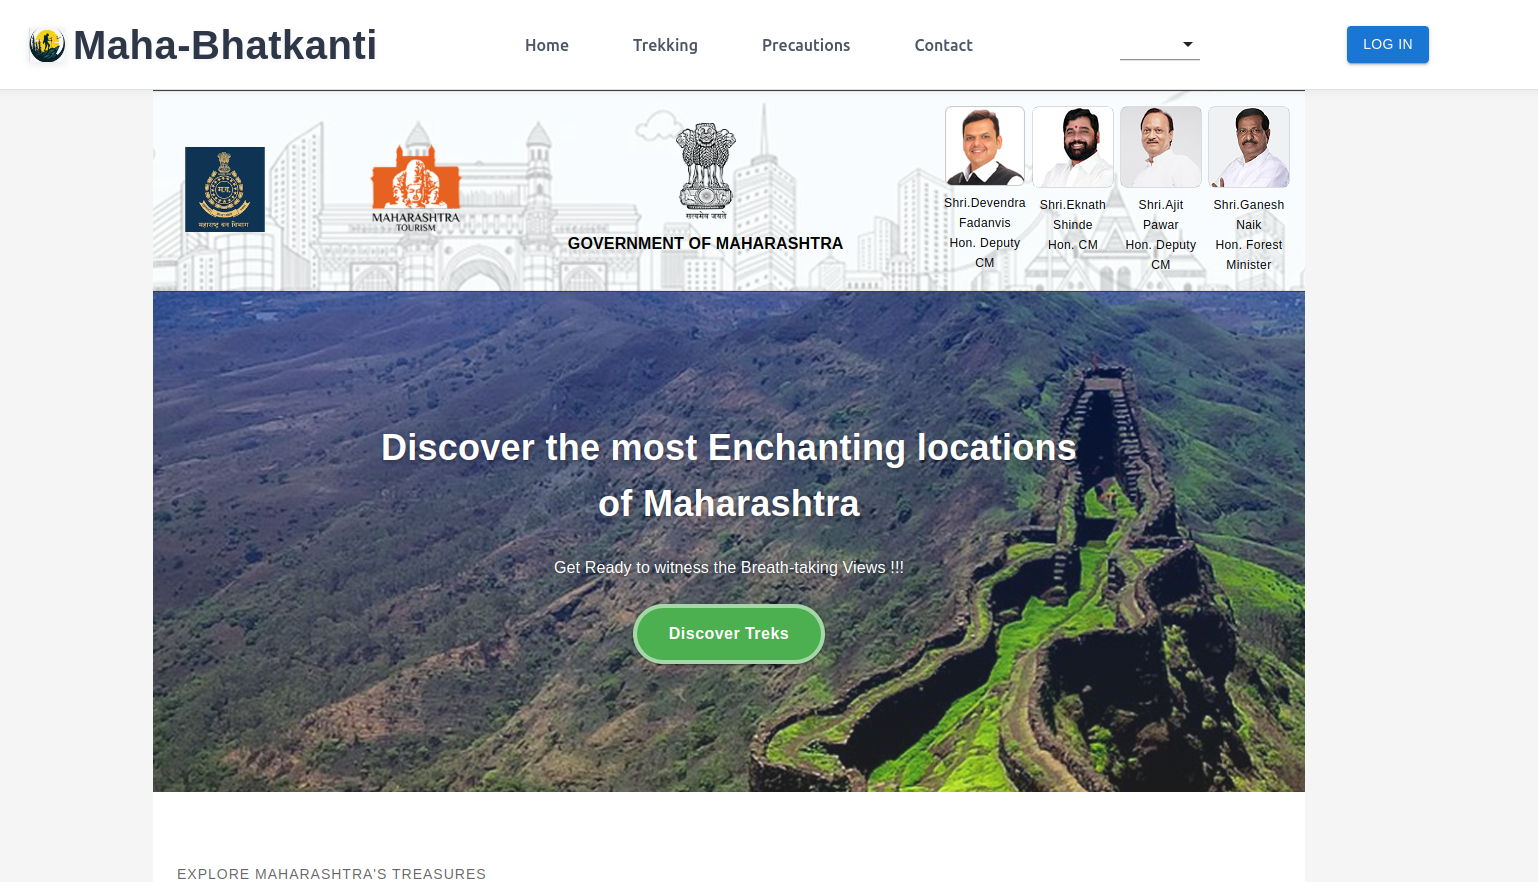 Maha-Bhatkanti
Home
Trekking
Precautions
Contact
LOG IN
महाराष्ट्र वन विभाग
MAHARASHTRA
TOURISM
सत्यमेव जयते
GOVERNMENT OF MAHARASHTRA
Shri.Devendra
Fadanvis
Hon. Deputy
CM
Shri.Eknath
Shinde
Hon. CM
Shri.Ajit
Pawar
Hon. Deputy
CM
Shri.Ganesh
Naik
Hon. Forest
Minister
Discover the most Enchanting locations
of Maharashtra
Get Ready to witness the Breath-taking Views !!!
Discover Treks
EXPLORE MAHARASHTRA'S TREASURES